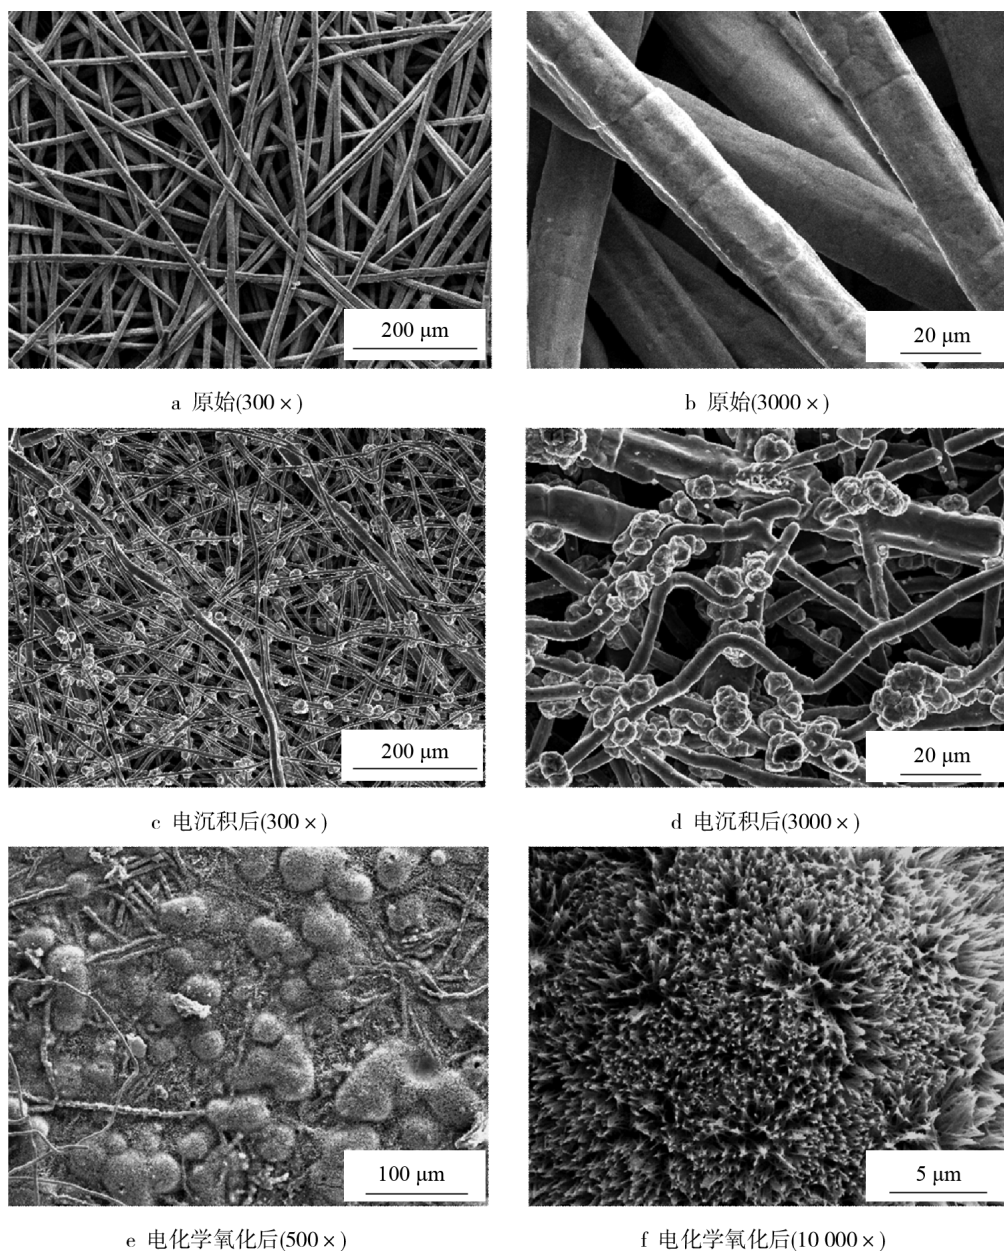 200 μm
20 μm
a 原始(300×)
b 原始(3000×)
200 μm
20 μm
c 电沉积后(300×)
d 电沉积后(3000×)
100 μm
5 μm
e 电化学氧化后(500×)
f 电化学氧化后(10 000×)